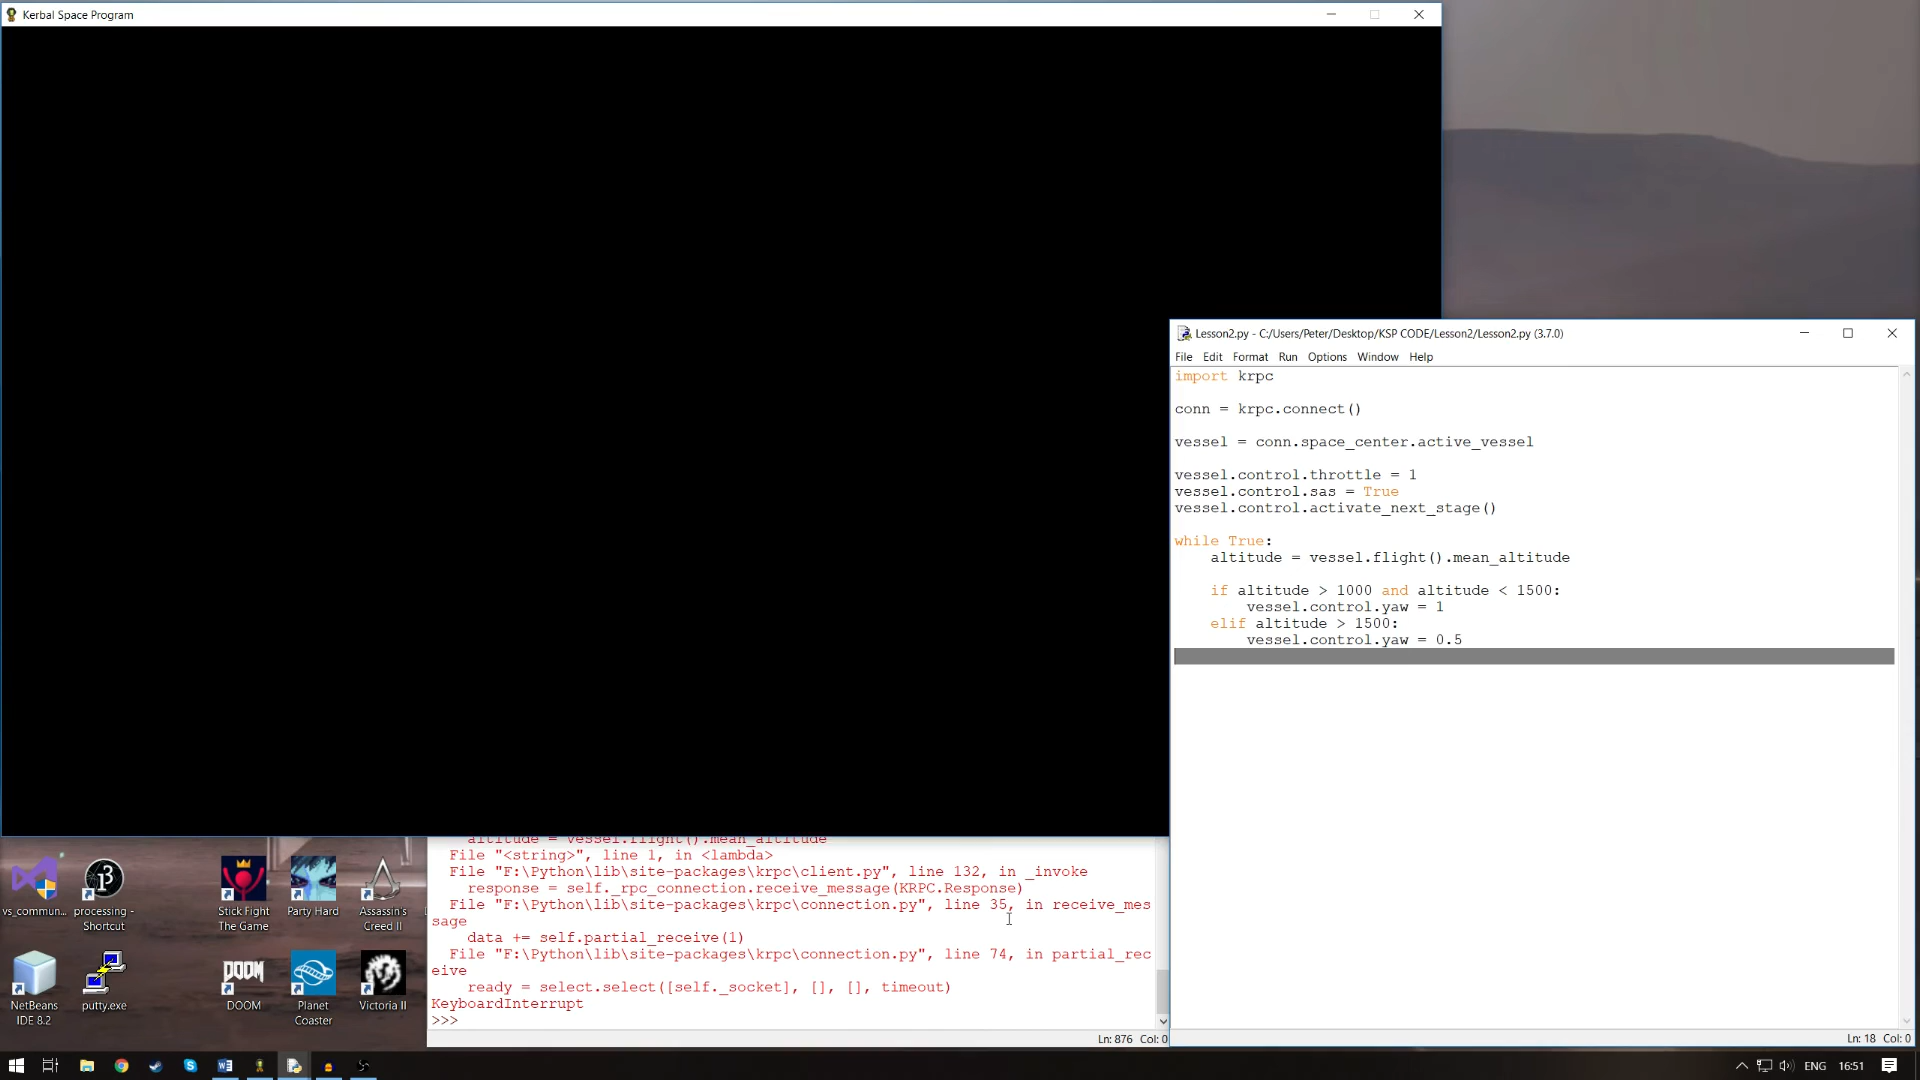 Kerbal Space Program
Lesson2.py - C:/Users/Peter/Desktop/KSP CODE/Lesson2/Lesson2.py (3.7.0)
File Edit Format Run Options Window Help
import krpc
conn = krpc.connect()
vessel = conn.space_center.active_vessel
vessel.control.throttle = 1
vessel.control.sas = True
vessel.control.activate_next_stage()
while True:
altitude = vessel.flight().mean_altitude
if altitude > 1000 and altitude < 1500:
vessel.control.yaw = 1
elif altitude > 1500:
vessel.control.yaw = 0.5
Ln: 18 Col: 0
altitude = vessel.flight().mean_altitude
File "<string>", line 1, in <lambda>
File "F:\Python\lib\site-packages\krpc\client.py", line 132, in _invoke
response = self._rpc_connection.receive_message(KRPC.Response)
File "F:\Python\lib\site-packages\krpc\connection.py", line 35, in receive_mes
sage
data += self.partial_receive(1)
File "F:\Python\lib\site-packages\krpc\connection.py", line 74, in partial_rec
eive
ready = select.select([self._socket], [], [], timeout)
KeyboardInterrupt
>>>
Ln: 876 Col: 0
vs_commun...
processing -
Shortcut
Stick Fight
The Game
Party Hard
Assassin's
Creed II
NetBeans
IDE 8.2
putty.exe
DOOM
DOOM
Planet
Coaster
Victoria II
ENG
16:51